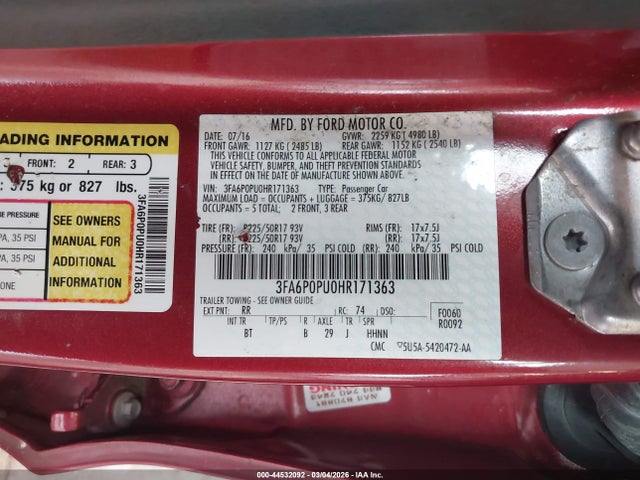 ADING INFORMATION
3 FRONT: 2 REAR: 3
: 375 kg or 827 lbs.
E PRESSURE
PA, 35 PSI
PA, 35 PSI
ONE
SEE OWNERS
MANUAL FOR
ADDITIONAL
INFORMATION
3FA6P0PU0HR171363
MFD. BY FORD MOTOR CO.
DATE: 07/16 GVWR: 2259 KG ( 4980 LB)
FRONT GAWR: 1127 KG ( 2485 LB) REAR GAWR: 1152 KG ( 2540 LB)
THIS VEHICLE CONFORMS TO ALL APPLICABLE FEDERAL MOTOR
VEHICLE SAFETY, BUMPER, AND THEFT PREVENTION STANDARDS
IN EFFECT ON THE DATE OF MANUFACTURE SHOWN ABOVE.
VIN: 3FA6P0PU0HR171363 TYPE: Passenger Car
MAXIMUM LOAD = OCCUPANTS + LUGGAGE = 375KG/ 827LB
OCCUPANTS = 5 TOTAL: 2 FRONT, 3 REAR
TIRE (FR): P225/50R17 93V RIMS (FR): 17x7.5J
(RR): P225/50R17 93V (RR): 17x7.5J
PRESSURE (FR): 240 kPa/ 35 PSI COLD (RR): 240 kPa/ 35 PSI COLD
3FA6P0PU0HR171363
TRAILER TOWING - SEE OWNER GUIDE
EXT PNT: RR RC: 74 DSO: F0060
INT TR TP/PS R AXLE TR SPR R0092
BT B 29 J HHNN
CMC ▽5U5A-5420472-AA
000-44532092 - 03/04/2026 - IAA Inc.